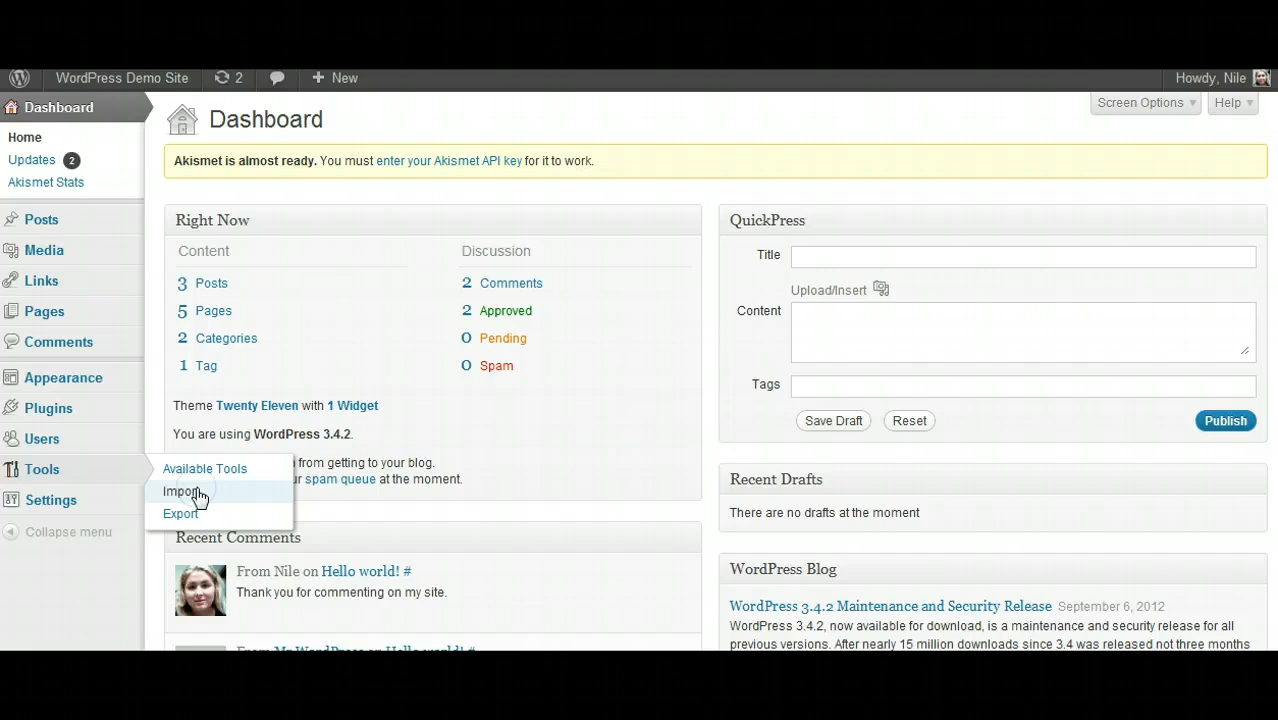 WordPress Demo Site 2 New Howdy, Nile
Dashboard
Home
Updates 2
Akismet Stats
Posts
Media
Links
Pages
Comments
Appearance
Plugins
Users
Tools
Settings
Collapse menu
Available Tools
Import
Export
Screen Options Help
Dashboard
Akismet is almost ready. You must enter your Akismet API key for it to work.
Right Now
Content Discussion
3 Posts 2 Comments
5 Pages 2 Approved
2 Categories 0 Pending
1 Tag 0 Spam
Theme Twenty Eleven with 1 Widget
You are using WordPress 3.4.2.
from getting to your blog.
spam queue at the moment.
Recent Comments
From Nile on Hello world! #
Thank you for commenting on my site.
From Mr WordPress on Hello world! #
QuickPress
Title
Upload/Insert
Content
Tags
Save Draft Reset Publish
Recent Drafts
There are no drafts at the moment
WordPress Blog
WordPress 3.4.2 Maintenance and Security Release September 6, 2012
WordPress 3.4.2, now available for download, is a maintenance and security release for all
previous versions. After nearly 15 million downloads since 3.4 was released not three months